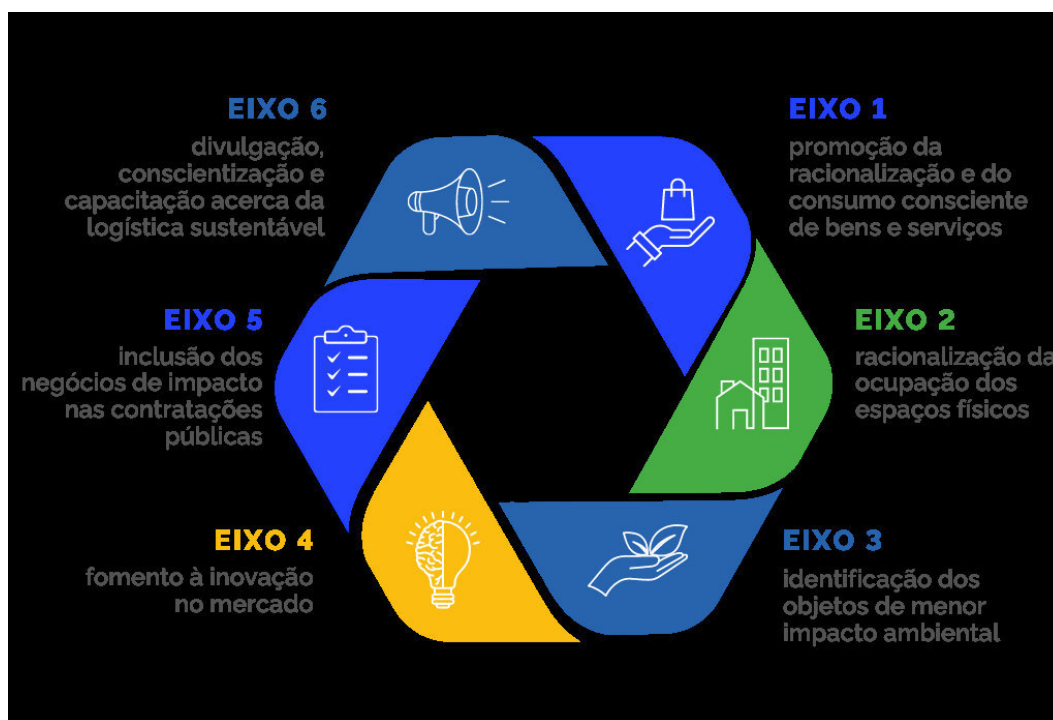 EIXO 6
divulgação,
conscientização e
capacitação acerca da
logística sustentável
EIXO 1
promoção da
racionalização e do
consumo consciente
de bens e serviços
EIXO 5
inclusão dos
negócios de impacto
nas contratações
públicas
EIXO 2
racionalização da
ocupação dos
espaços físicos
EIXO 4
fomento à inovação
no mercado
EIXO 3
identificação dos
objetos de menor
impacto ambiental